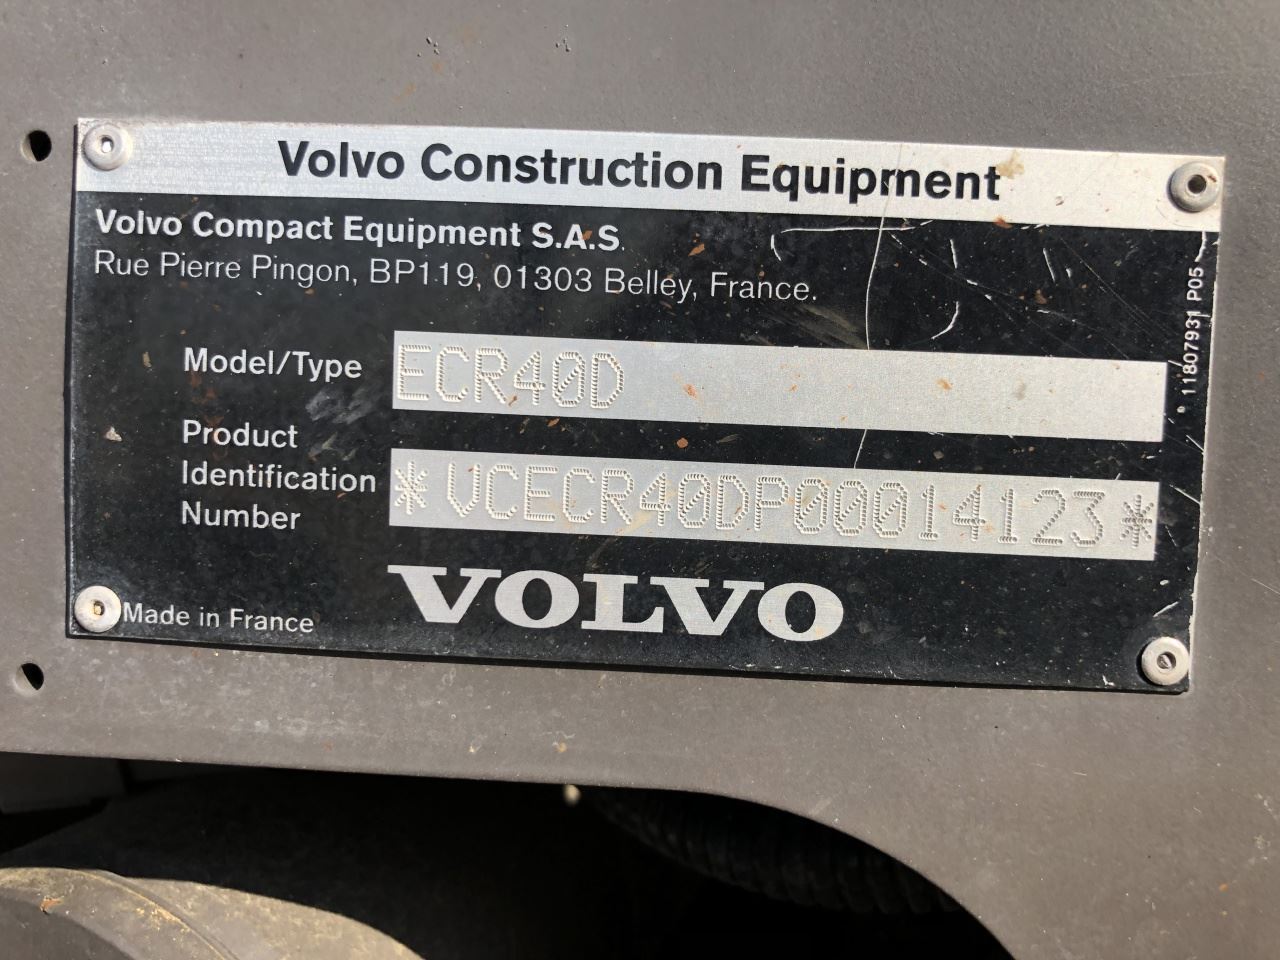 Volvo Construction Equipment
Volvo Compact Equipment S.A.S.
Rue Pierre Pingon, BP119, 01303 Belley, France.
Model/Type ECR40D
Product
Identification
Number
*VCECR40DP00014123*
VOLVO
Made in France
11807931 P05